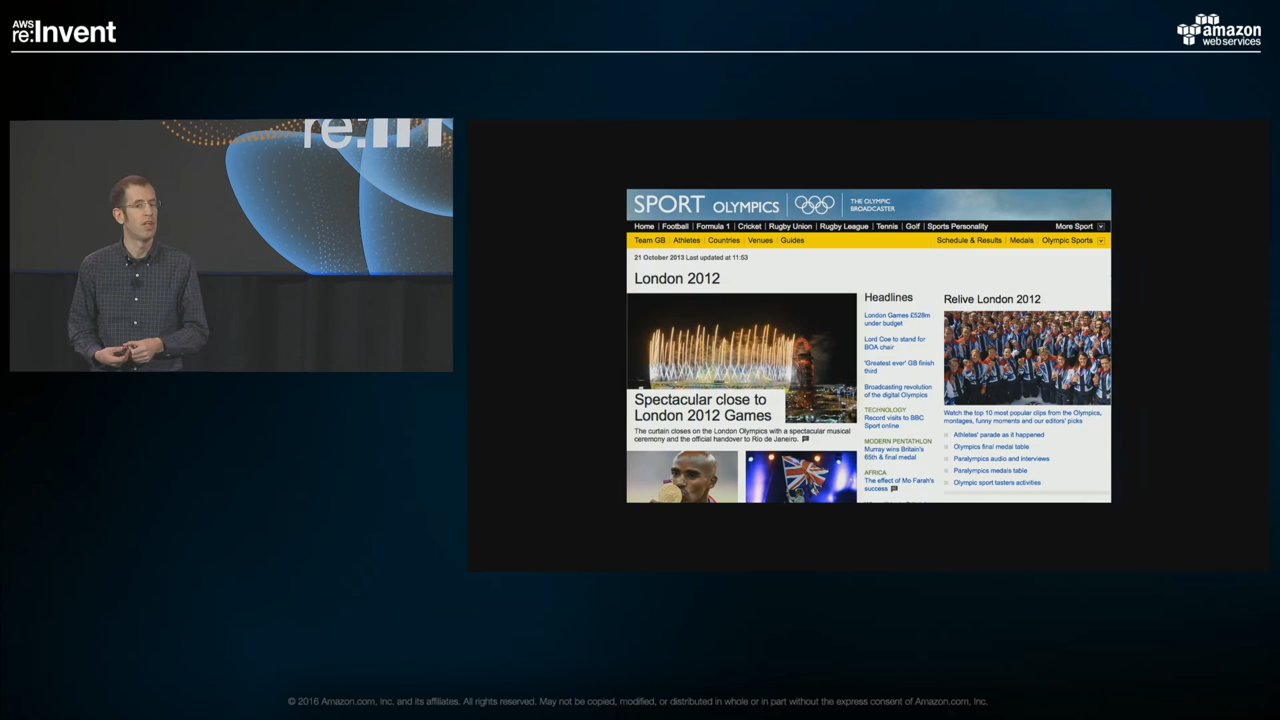 AWS
re:Invent
amazon
web services
re:In
SPORT OLYMPICS
THE OLYMPIC
BROADCASTER
Home | Football | Formula 1 | Cricket | Rugby Union | Rugby League | Tennis | Golf | Sports Personality
More Sport
Team GB | Athletes | Countries | Venues | Guides
Schedule & Results | Medals | Olympic Sports
21 October 2013 Last updated at 11:53
London 2012
Spectacular close to
London 2012 Games
The curtain closes on the London Olympics with a spectacular musical
ceremony and the official handover to Rio de Janeiro.
Headlines
London Games £528m
under budget
Lord Coe to stand for
BOA chair
'Greatest ever' GB finish
third
Broadcasting revolution
of the digital Olympics
TECHNOLOGY
Record visits to BBC
Sport online
MODERN PENTATHLON
Murray wins Britain's
65th & final medal
AFRICA
The effect of Mo Farah's
success
Relive London 2012
Watch the top 10 most popular clips from the Olympics,
montages, funny moments and our editors' picks
Athletes' parade as it happened
Olympics final medal table
Paralympics audio and interviews
Paralympics medals table
Olympic sport tasters activities
© 2016 Amazon.com, Inc. and its affiliates. All rights reserved. May not be copied, modified, or distributed in whole or in part without the express consent of Amazon.com, Inc.